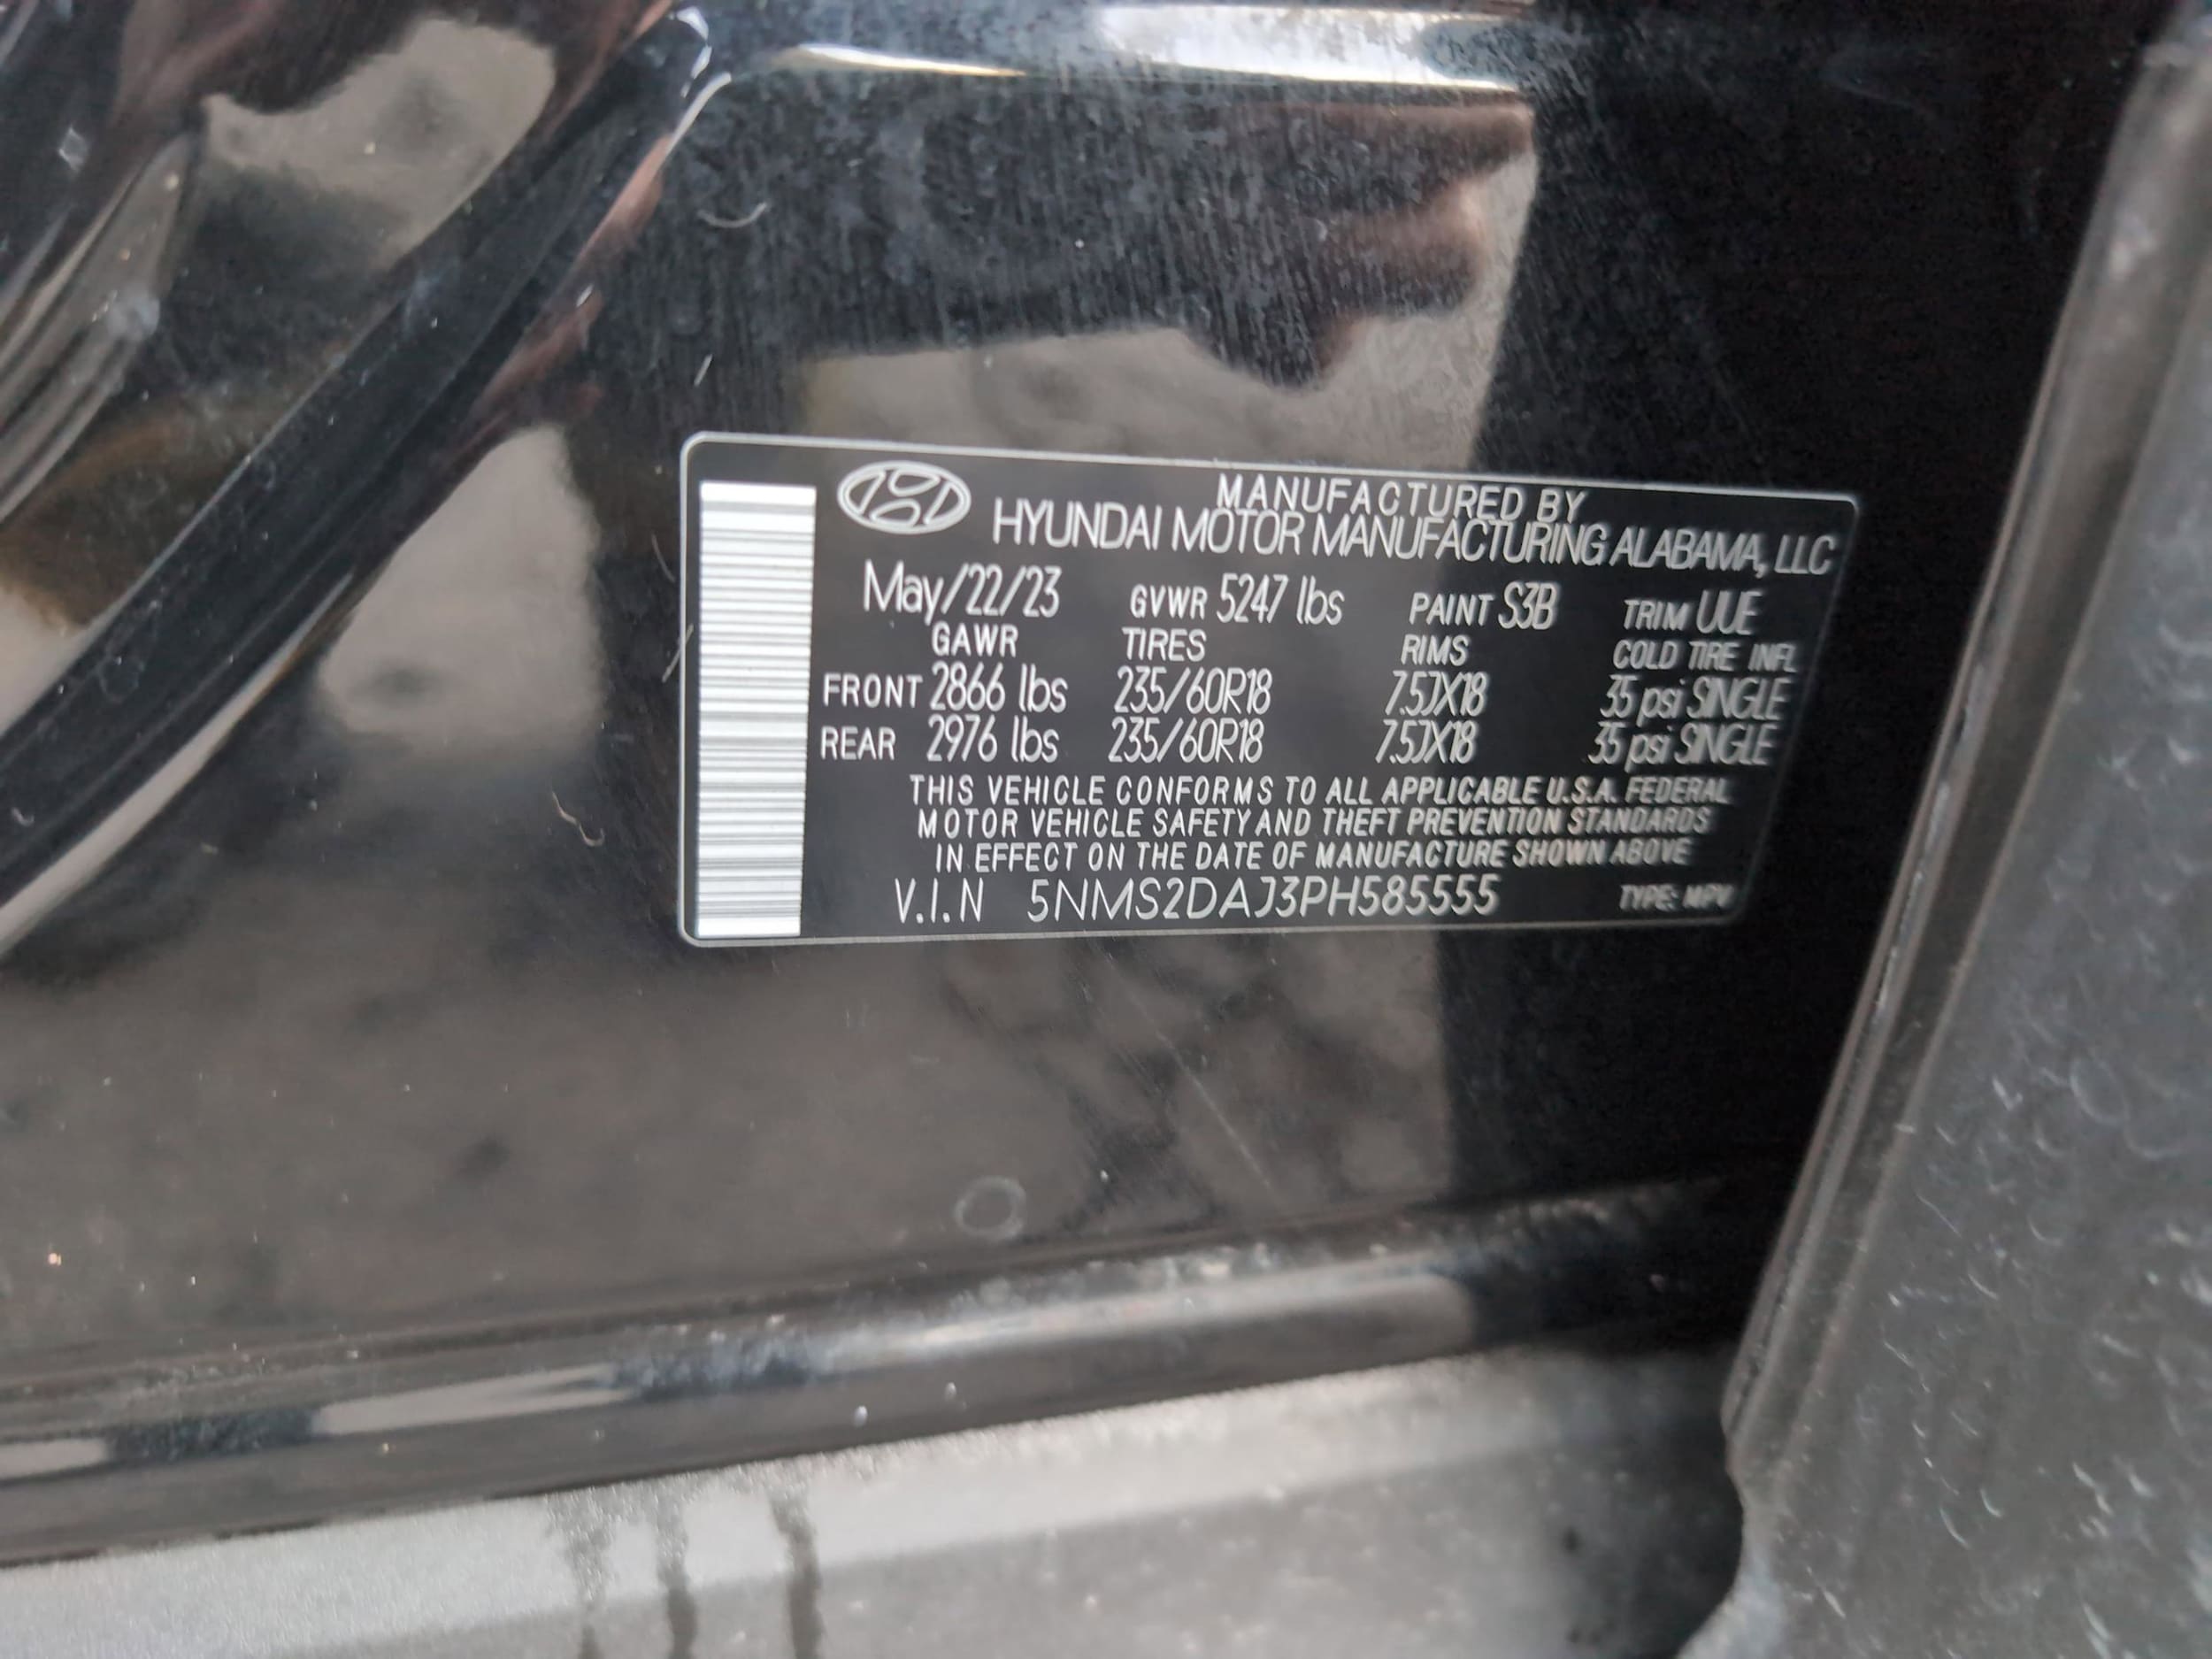 MANUFACTURED BY
HYUNDAI MOTOR MANUFACTURING ALABAMA, LLC
May/22/23 GVWR 5247 lbs PAINT S3B TRIM UUE
GAWR TIRES RIMS COLD TIRE INFL
FRONT 2866 lbs 235/60R18 7.5JX18 35 psi SINGLE
REAR 2976 lbs 235/60R18 7.5JX18 35 psi SINGLE
THIS VEHICLE CONFORMS TO ALL APPLICABLE U.S.A. FEDERAL
MOTOR VEHICLE SAFETY AND THEFT PREVENTION STANDARDS
IN EFFECT ON THE DATE OF MANUFACTURE SHOWN ABOVE
V.I.N 5NMS2DAJ3PH585555 TYPE: MPV